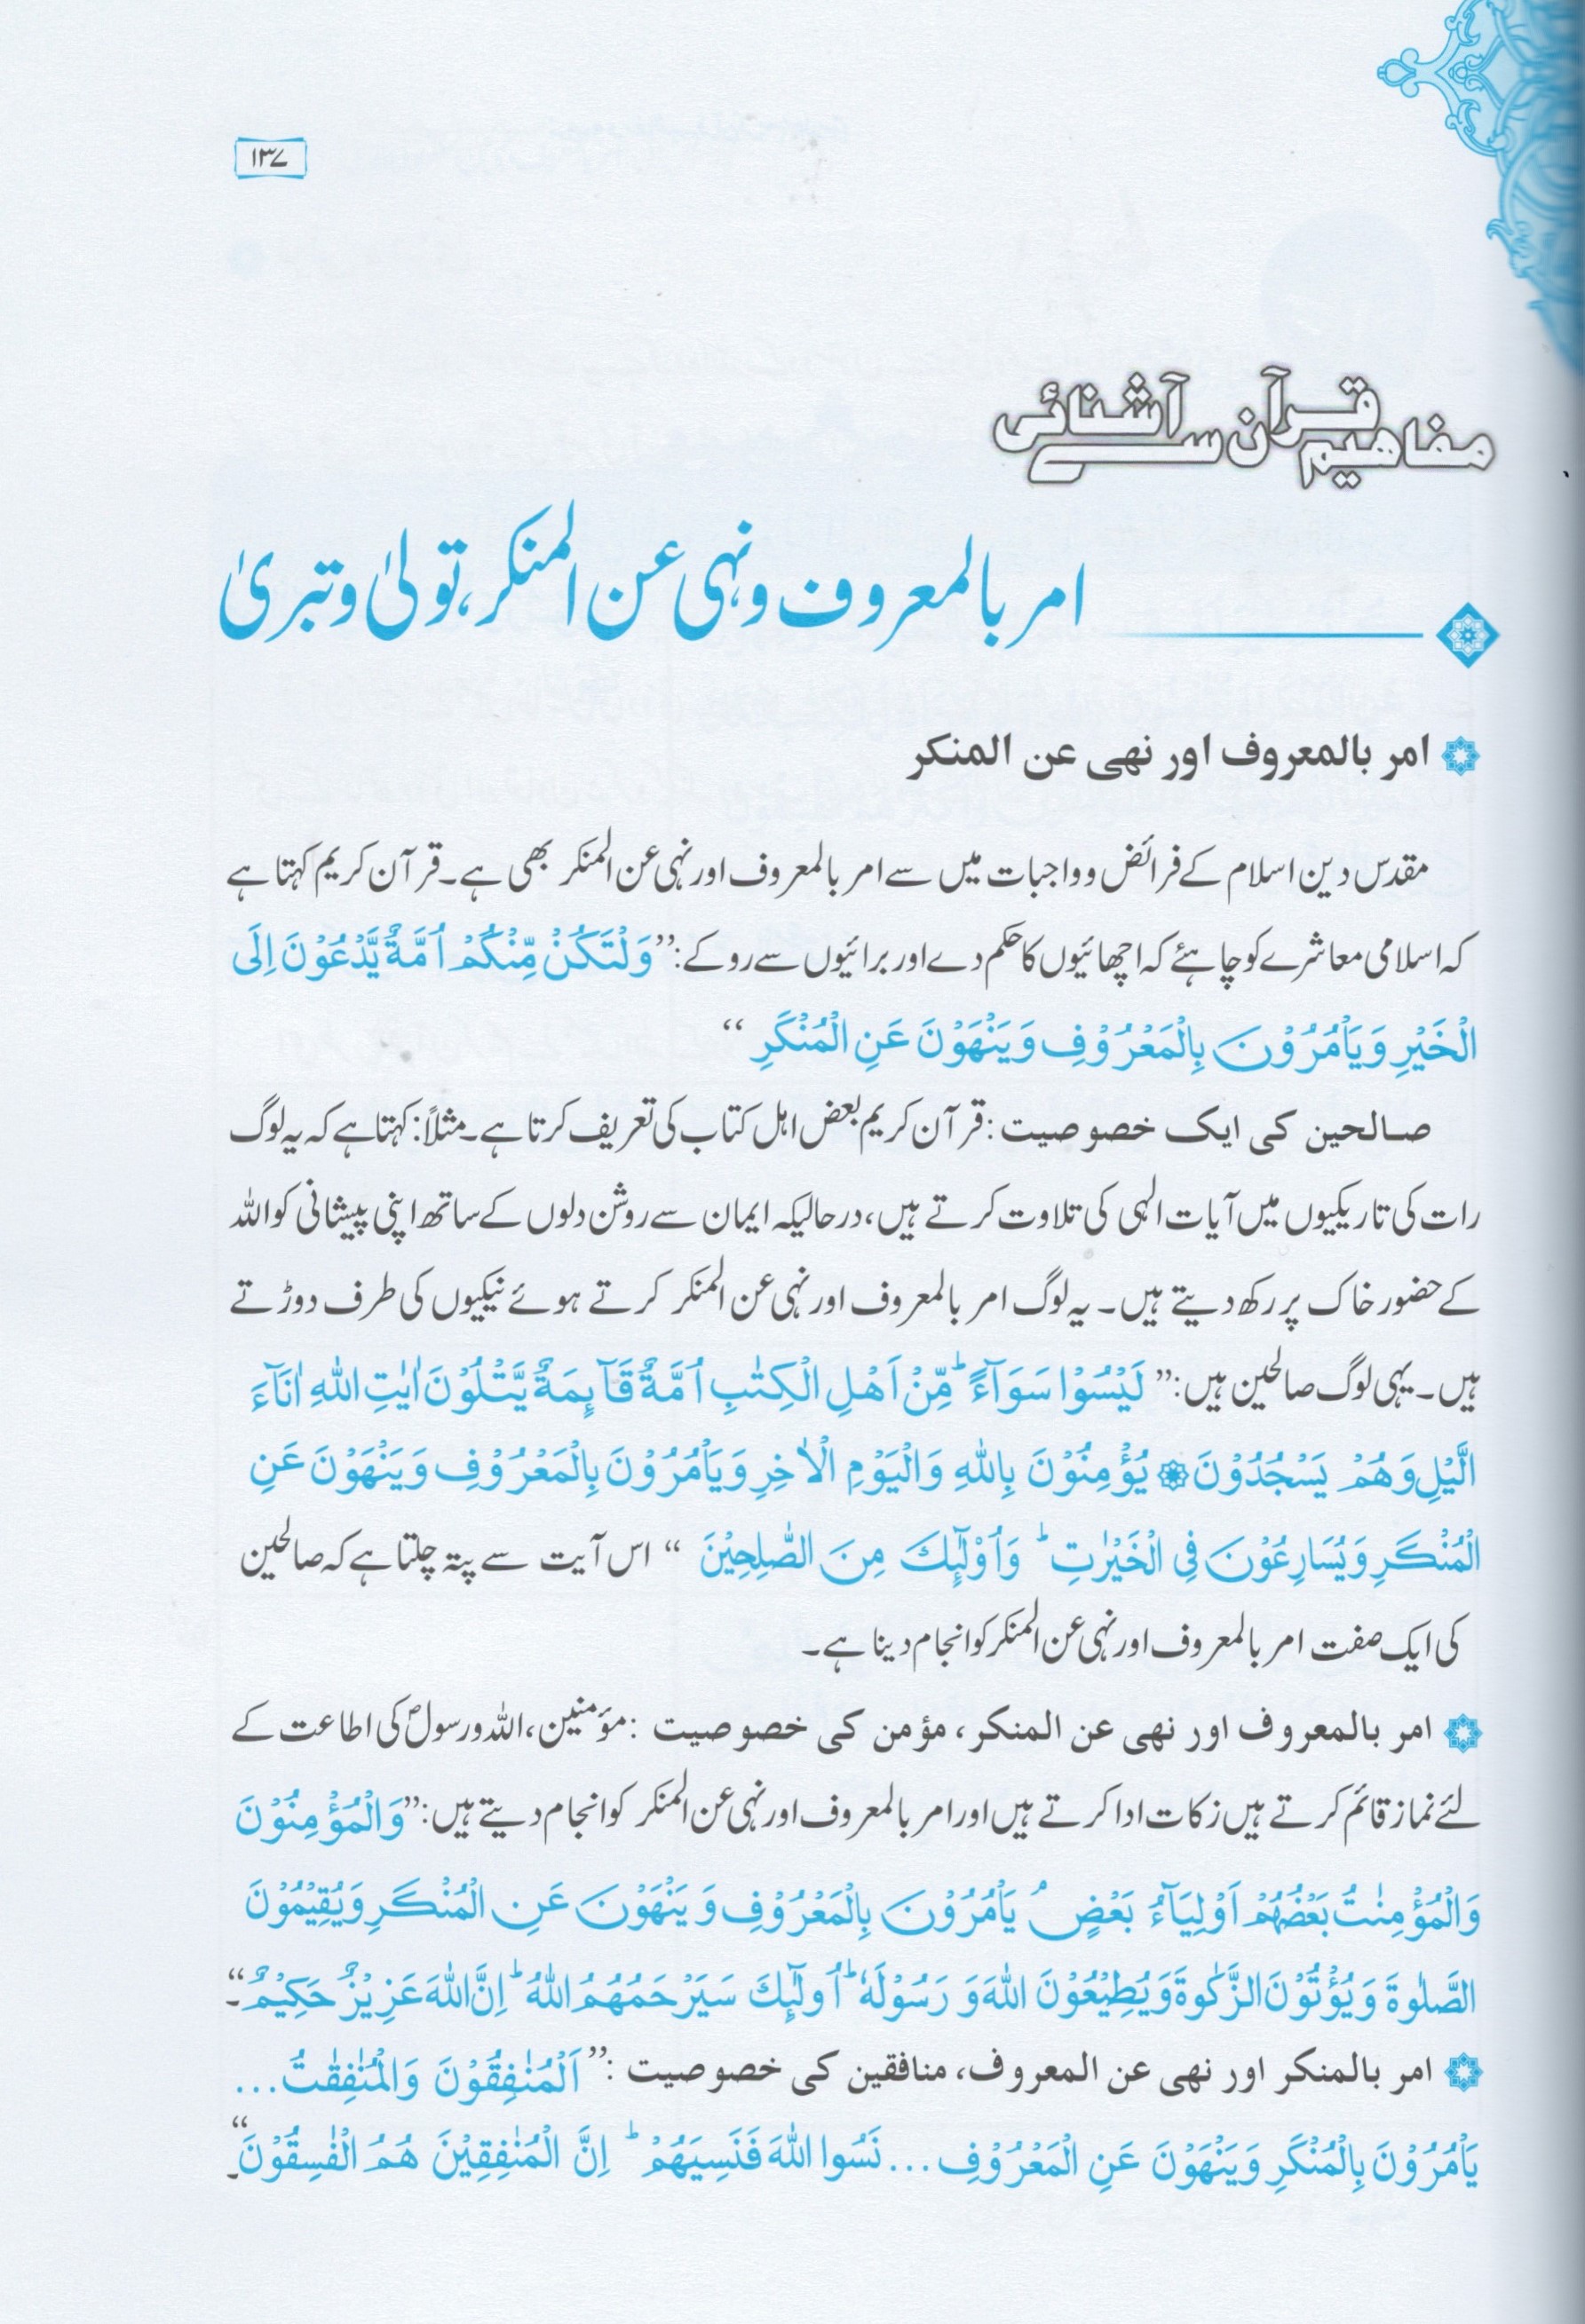 ۱۳۷
مفاهیم قرآن سے آشنائی
امر بالمعروف ونہی عن المنکر، تولیٰ وتبریٰ
امر بالمعروف اور نهی عن المنکر
مقدس دین اسلام کے فرائض وواجبات میں سے امر بالمعروف اور نہی عن المنکر بھی ہے۔ قرآن کریم کہتا ہے
کہ اسلامی معاشرے کو چاہئے کہ اچھائیوں کا حکم دے اور برائیوں سے روکے: ’’وَلْتَكُنْ مِّنْكُمْ اُمَّةٌ يَّدْعُوْنَ اِلَى
الْخَيْرِ وَيَاْمُرُوْنَ بِالْمَعْرُوْفِ وَيَنْهَوْنَ عَنِ الْمُنْكَرِ ‘‘
صالحین کی ایک خصوصیت: قرآن کریم بعض اہل کتاب کی تعریف کرتا ہے۔ مثلاً: کہتا ہے کہ یہ لوگ
رات کی تاریکیوں میں آیات الہی کی تلاوت کرتے ہیں، درحالیکہ ایمان سے روشن دلوں کے ساتھ اپنی پیشانی کو اللہ
کے حضور خاک پر رکھ دیتے ہیں۔ یہ لوگ امر بالمعروف اور نہی عن المنکر کرتے ہوئے نیکیوں کی طرف دوڑتے
ہیں۔ یہی لوگ صالحین ہیں: ’’ لَيْسُوْا سَوَآءً ؕ مِّنْ اَهْلِ الْكِتٰبِ اُمَّةٌ قَآئِمَةٌ يَّتْلُوْنَ اٰيٰتِ اللّٰهِ اٰنَآءَ
الَّيْلِ وَهُمْ يَسْجُدُوْنَ ۞ يُؤْمِنُوْنَ بِاللّٰهِ وَالْيَوْمِ الْاٰخِرِ وَيَاْمُرُوْنَ بِالْمَعْرُوْفِ وَيَنْهَوْنَ عَنِ
الْمُنْكَرِ وَيُسَارِعُوْنَ فِى الْخَيْرٰتِ ؕ وَاُوْلٰٓئِكَ مِنَ الصّٰلِحِيْنَ ‘‘ اس آیت سے پتہ چلتا ہے کہ صالحین
کی ایک صفت امر بالمعروف اور نہی عن المنکر کو انجام دینا ہے۔
امر بالمعروف اور نهی عن المنکر، مؤمن کی خصوصیت: مؤمنین، اللہ ورسولؐ کی اطاعت کے
لئے نماز قائم کرتے ہیں زکات ادا کرتے ہیں اور امر بالمعروف اور نہی عن المنکر کو انجام دیتے ہیں: ’’وَالْمُؤْمِنُوْنَ
وَالْمُؤْمِنٰتُ بَعْضُهُمْ اَوْلِيَآءُ بَعْضٍ ۘ يَاْمُرُوْنَ بِالْمَعْرُوْفِ وَيَنْهَوْنَ عَنِ الْمُنْكَرِ وَيُقِيْمُوْنَ
الصَّلٰوةَ وَيُؤْتُوْنَ الزَّكٰوةَ وَيُطِيْعُوْنَ اللّٰهَ وَ رَسُوْلَهٗ ؕ اُولٰٓئِكَ سَيَرْحَمُهُمُ اللّٰهُ ؕ اِنَّ اللّٰهَ عَزِيْزٌ حَكِيْمٌ‘‘۔
امر بالمنکر اور نهی عن المعروف، منافقین کی خصوصیت: ’’ اَلْمُنٰفِقُوْنَ وَالْمُنٰفِقٰتُ...
يَاْمُرُوْنَ بِالْمُنْكَرِ وَيَنْهَوْنَ عَنِ الْمَعْرُوْفِ... نَسُوا اللّٰهَ فَنَسِيَهُمْ ؕ اِنَّ الْمُنٰفِقِيْنَ هُمُ الْفٰسِقُوْنَ‘‘۔